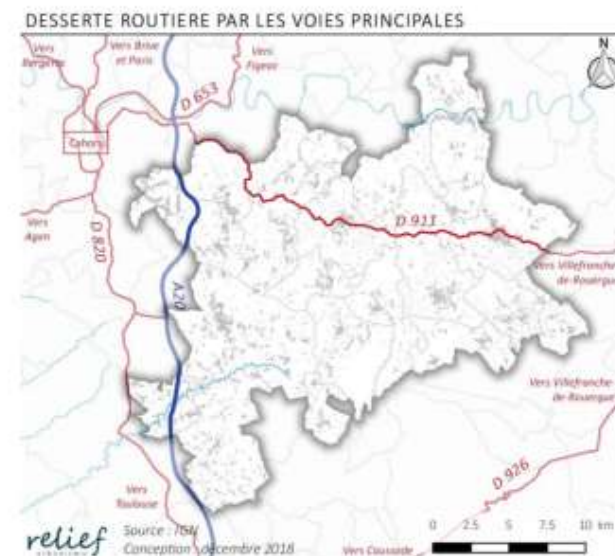 DESSERTE ROUTIERE PAR LES VOIES PRINCIPALES
Vers
Bergerac
Vers Brive
et Paris
Vers
Figeac
N
D 653
Cahors
Vers
Agen
D 820
A20
D 911
Vers Villefranche
de-Rouergue
Vers Villefranche
de-Rouergue
D 926
Vers
Toulouse
Vers Caussade
0 2.5 5 7.5 10 km
relief
urbanisme
Source : IGN
Conception : décembre 2018